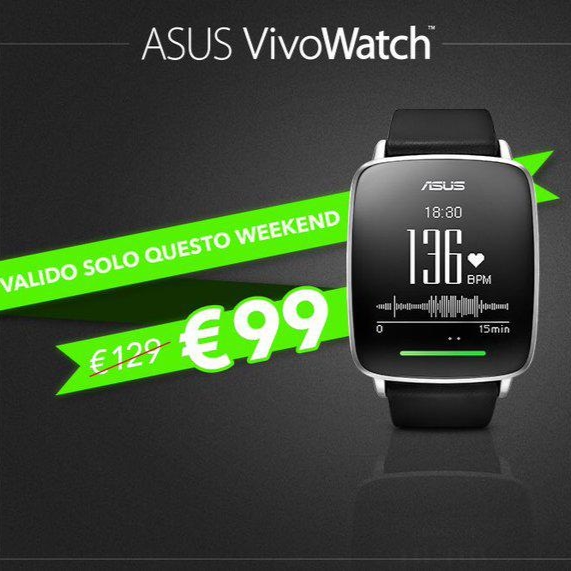 ASUS VivoWatch™
ASUS
18:30
136
BPM
0 15min
VALIDO SOLO QUESTO WEEKEND
€129 €99